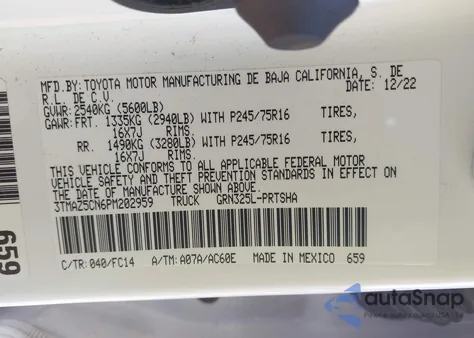 MFD.BY: TOYOTA MOTOR MANUFACTURING DE BAJA CALIFORNIA, S. DE
R.L. DE C.V. DATE: 12/22
GVWR: 2540KG (5600LB)
GAWR: FRT. 1335KG (2940LB) WITH P245/75R16 TIRES,
16X7J RIMS.
RR. 1490KG (3280LB) WITH P245/75R16 TIRES,
16X7J RIMS.
THIS VEHICLE CONFORMS TO ALL APPLICABLE FEDERAL MOTOR
VEHICLE SAFETY AND THEFT PREVENTION STANDARDS IN EFFECT ON
THE DATE OF MANUFACTURE SHOWN ABOVE.
3TMAZ5CN6PM202959 TRUCK GRN325L-PRTSHA
C/TR: 040/FC14 A/TM: A07A/AC60E MADE IN MEXICO 659
659
autoSnap